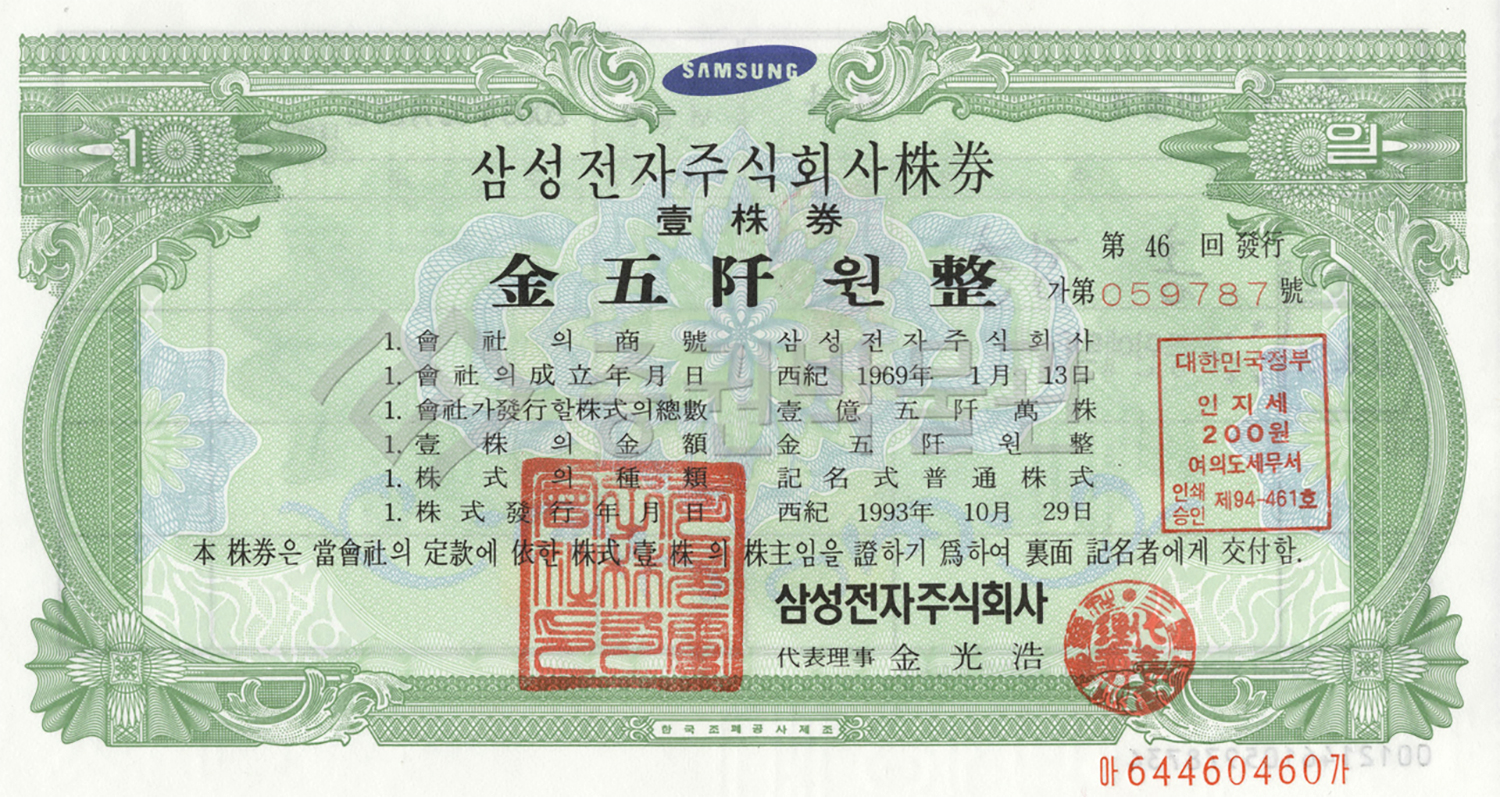 SAMSUNG
1
일
삼성전자주식회사株券
壹株券
第 46 回 發行
金五阡원整
가第059787號
1. 會社의商號 삼성전자주식회사
1. 會社의成立年月日 西紀 1969年 1月 13日
1. 會社가發行할株式의總數 壹億五阡萬株
1. 壹株의金額 金五阡원整
1. 株式의種類 記名式普通株式
1. 株式發行年月日 西紀 1993年 10月 29日
대한민국정부
인지세
200원
여의도세무서
인쇄승인 제94-461호
本 株券은 當會社의 定款에 依한 株式 壹 株 의 株主임을 證하기 爲하여 裏面 記名者에게 交付함.
삼성전자주식회사
代表理事 金光浩
한국조폐공사제조
아64460460가
증권박물관